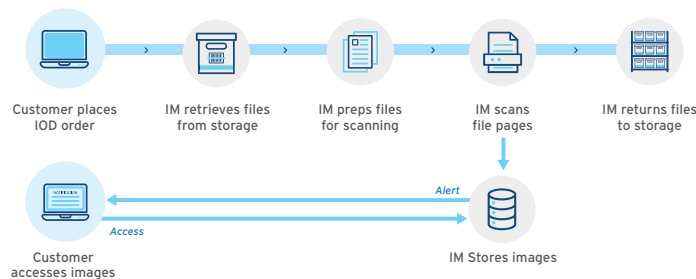 Customer places
IOD order
IM retrieves files
from storage
IM preps files
for scanning
IM scans
file pages
IM returns files
to storage
NOTIFICATION
Alert
Access
Customer
accesses images
IM Stores images